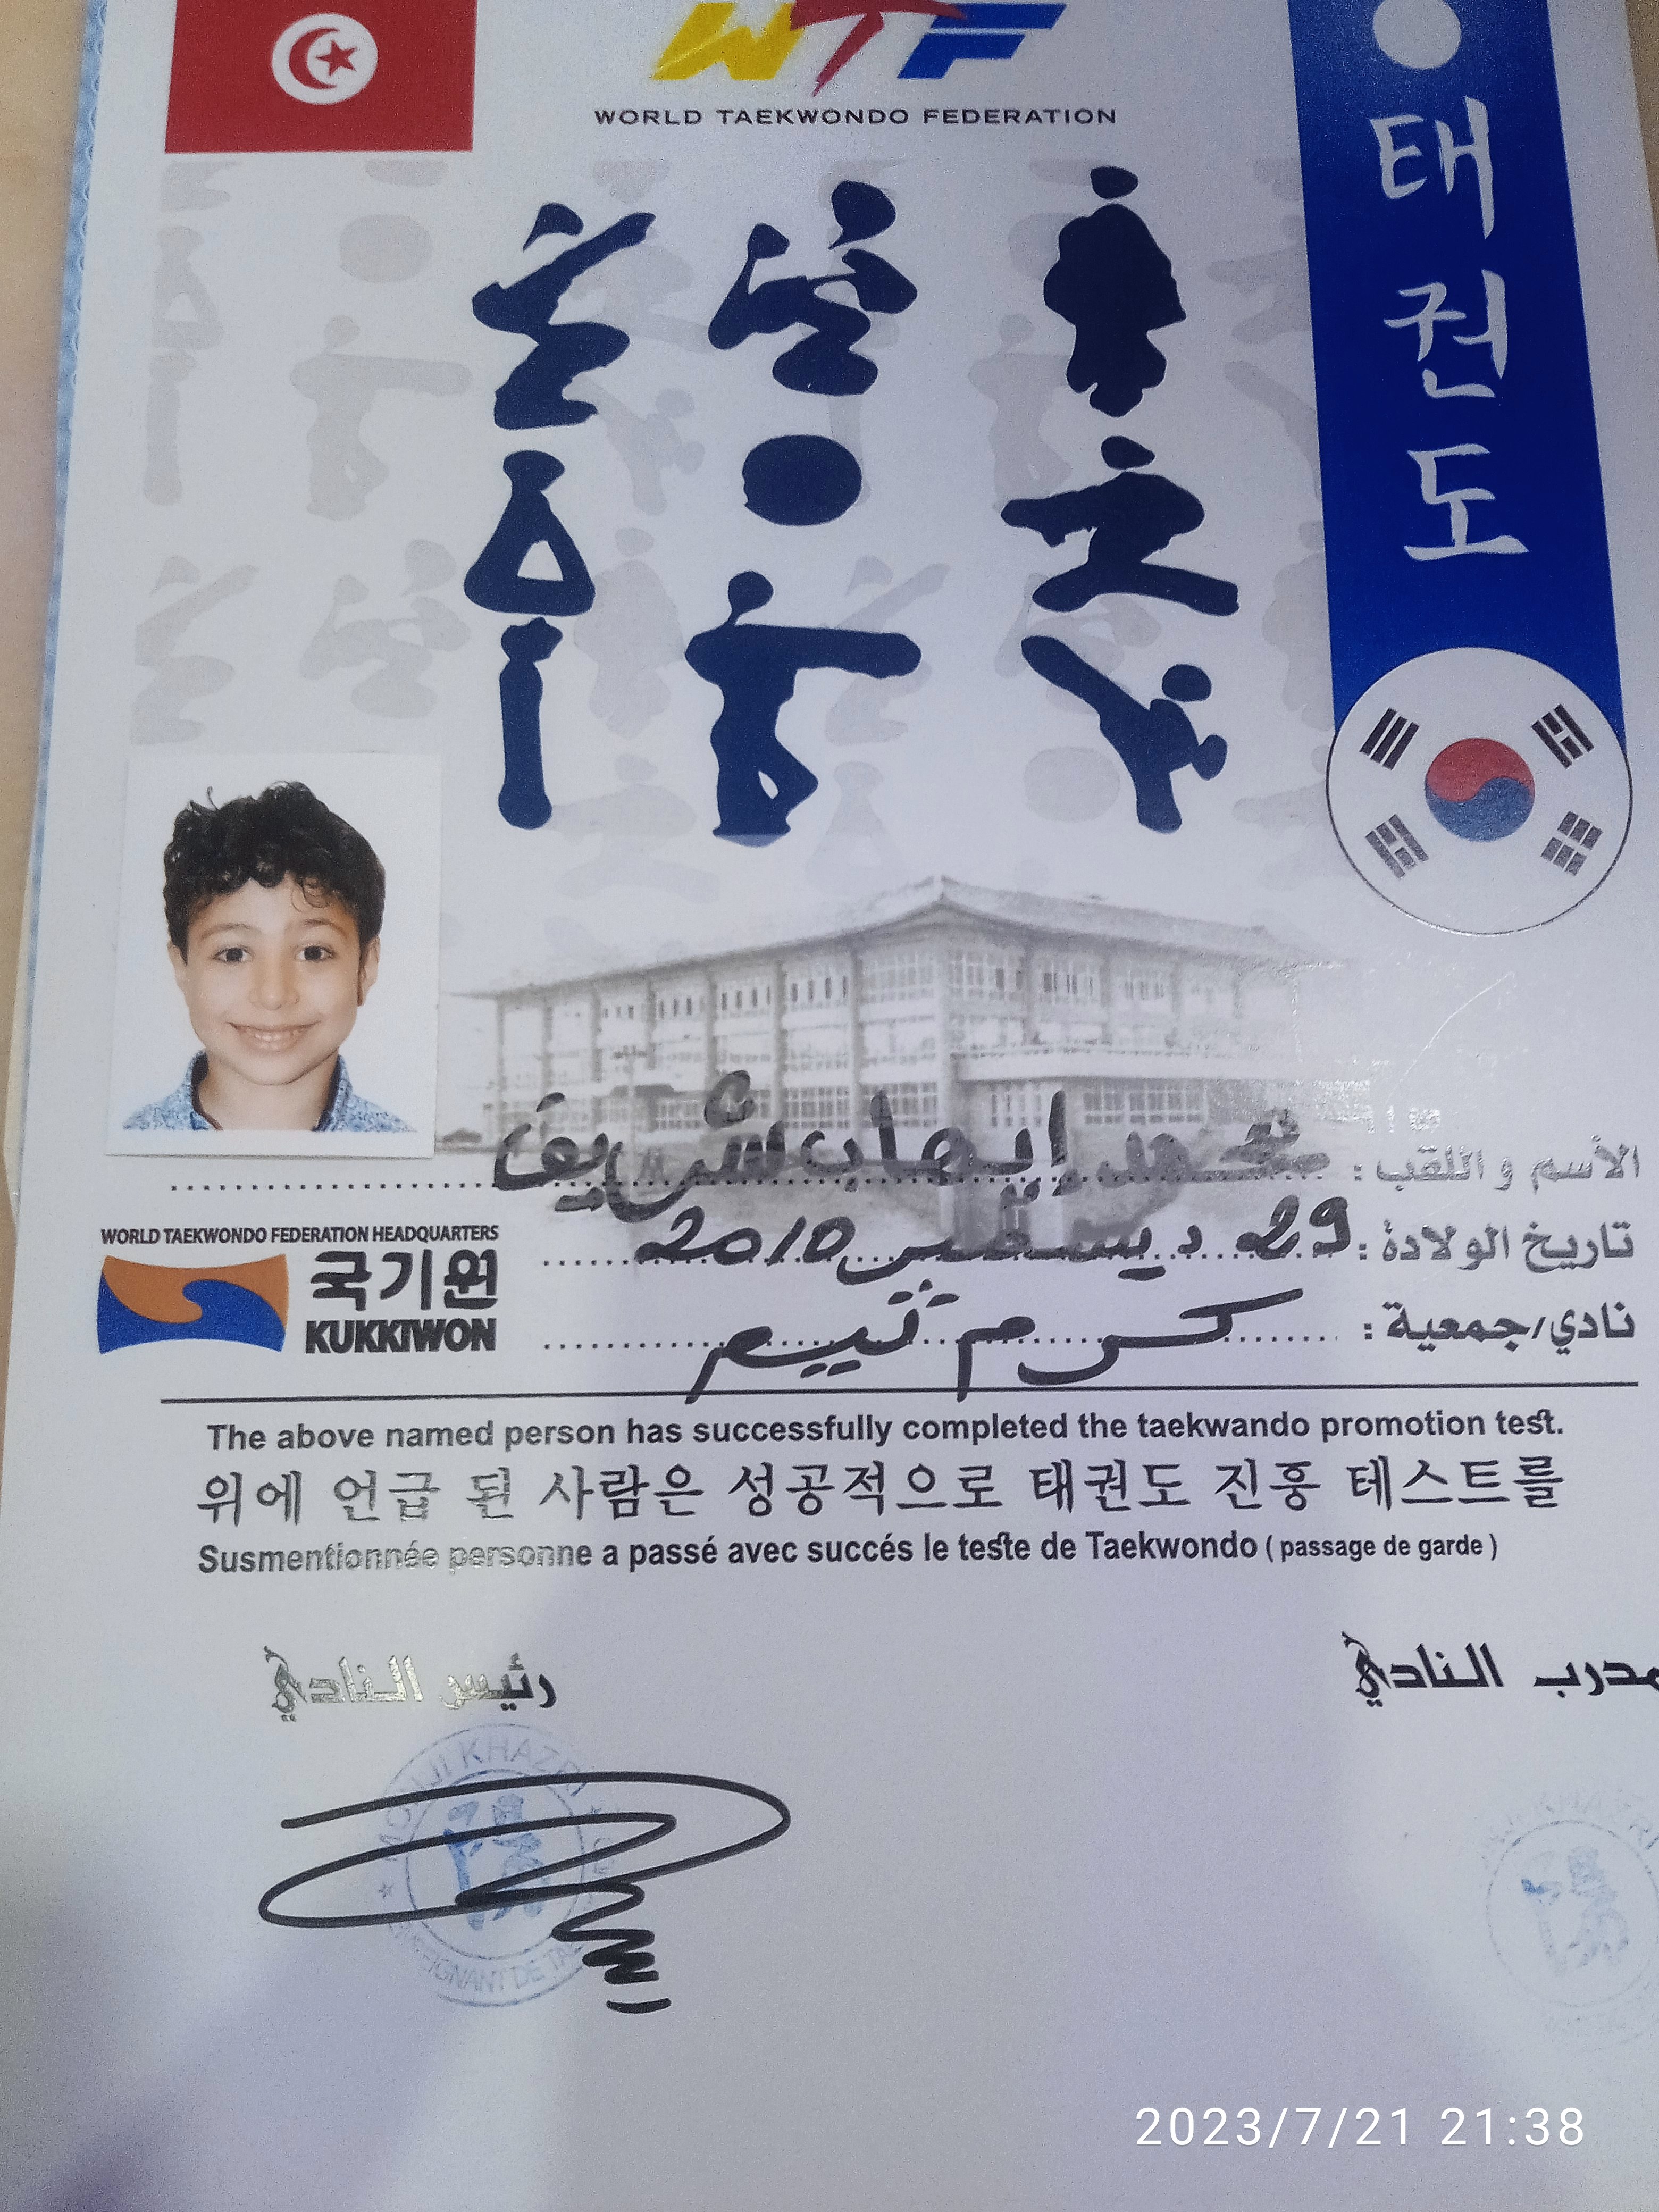 WTF
WORLD TAEKWONDO FEDERATION
태권도
الأسم و اللقب : محمد إيهاب شريف
تاريخ الولادة : 29 ديسمبر 2010
نادي/جمعية :
WORLD TAEKWONDO FEDERATION HEADQUARTERS
국기원
KUKKIWON
The above named person has successfully completed the taekwando promotion test.
위에 언급 된 사람은 성공적으로 태권도 진흥 테스트를
Susmentionnée personne a passé avec succés le teste de Taekwondo ( passage de garde )
مدرب النادي
رئيس النادي
KHAZRI
2023/7/21 21:38